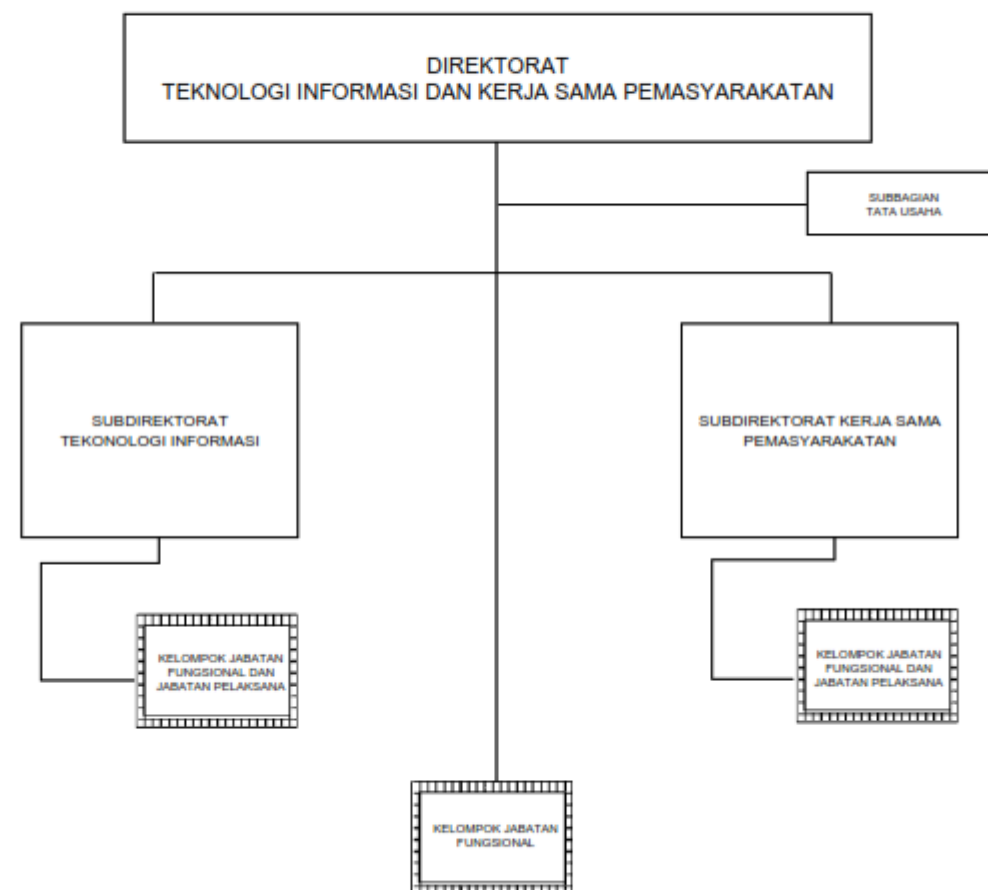 DIREKTORAT
TEKNOLOGI INFORMASI DAN KERJA SAMA PEMASYARAKATAN
SUBBAGIAN
TATA USAHA
SUBDIREKTORAT
TEKONOLOGI INFORMASI
SUBDIREKTORAT KERJA SAMA
PEMASYARAKATAN
KELOMPOK JABATAN
FUNGSIONAL DAN
JABATAN PELAKSANA
KELOMPOK JABATAN
FUNGSIONAL DAN
JABATAN PELAKSANA
KELOMPOK JABATAN
FUNGSIONAL